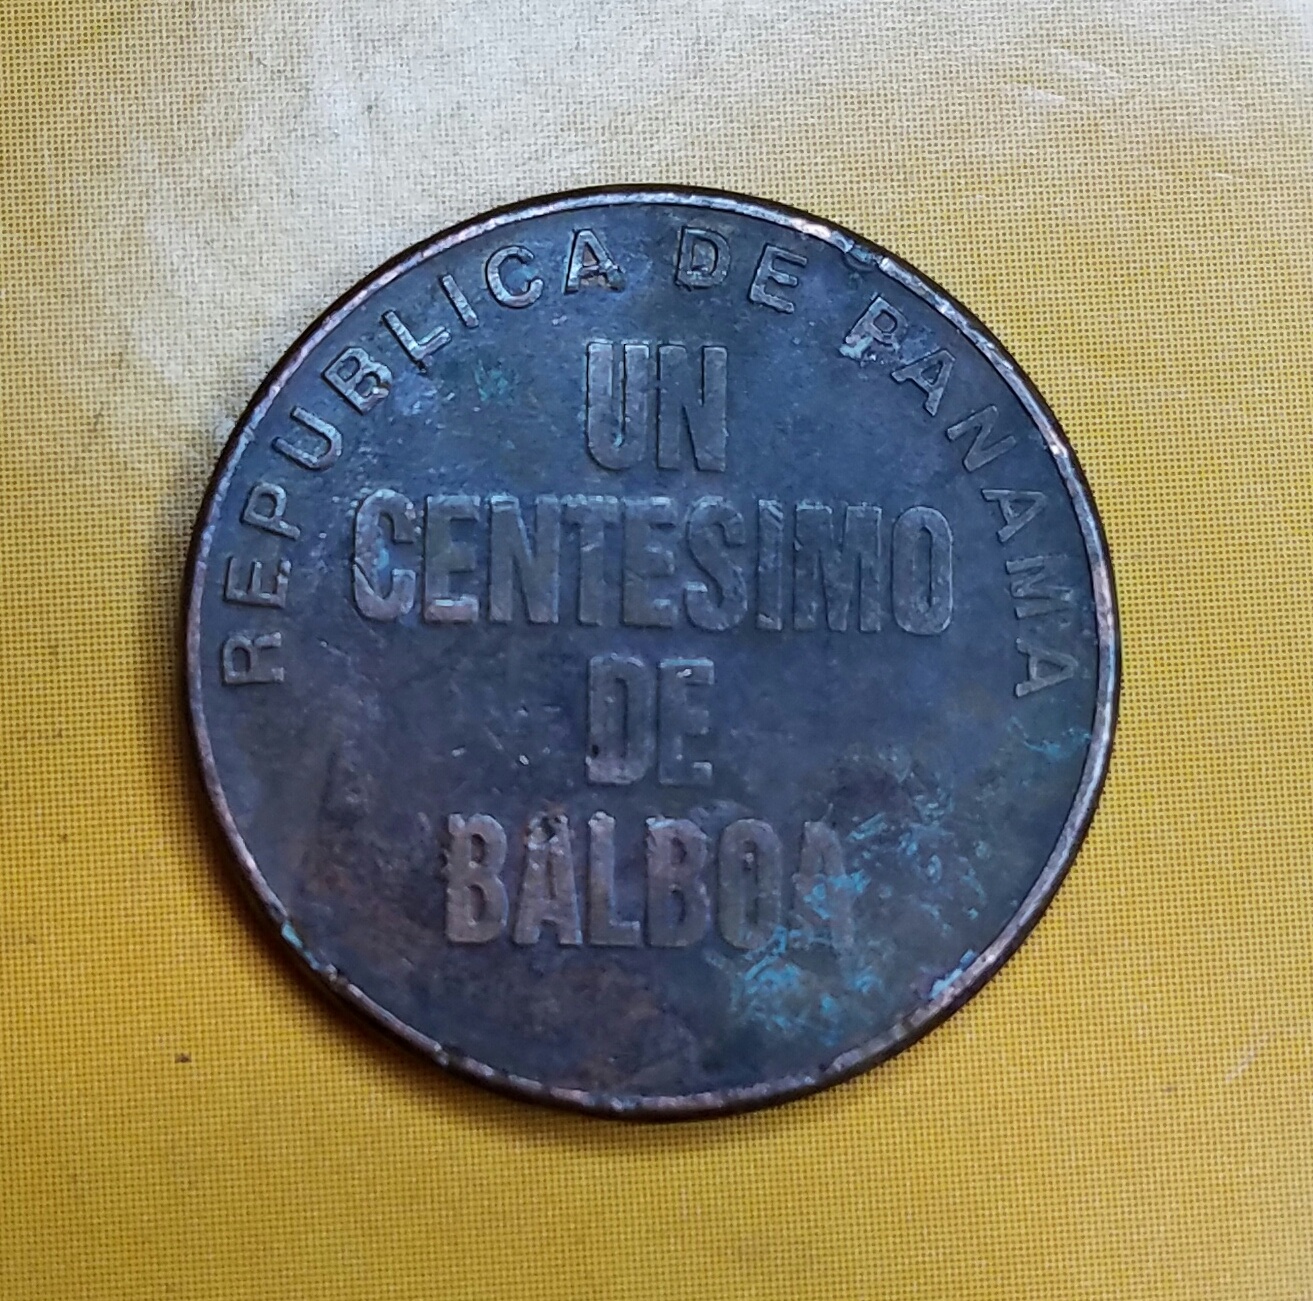 REPUBLICA DE PANAMA
UN
CENTESIMO
DE
BALBOA